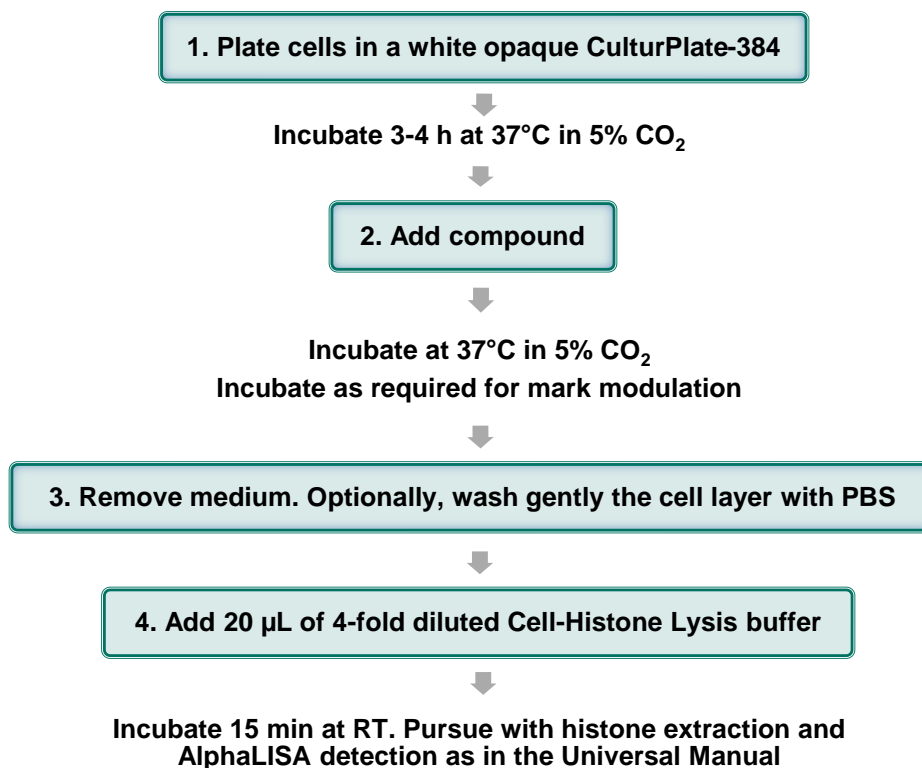 1. Plate cells in a white opaque CulturPlate-384
Incubate 3-4 h at 37°C in 5% CO₂
2. Add compound
Incubate at 37°C in 5% CO₂
Incubate as required for mark modulation
3. Remove medium. Optionally, wash gently the cell layer with PBS
4. Add 20 µL of 4-fold diluted Cell-Histone Lysis buffer
Incubate 15 min at RT. Pursue with histone extraction and
AlphaLISA detection as in the Universal Manual